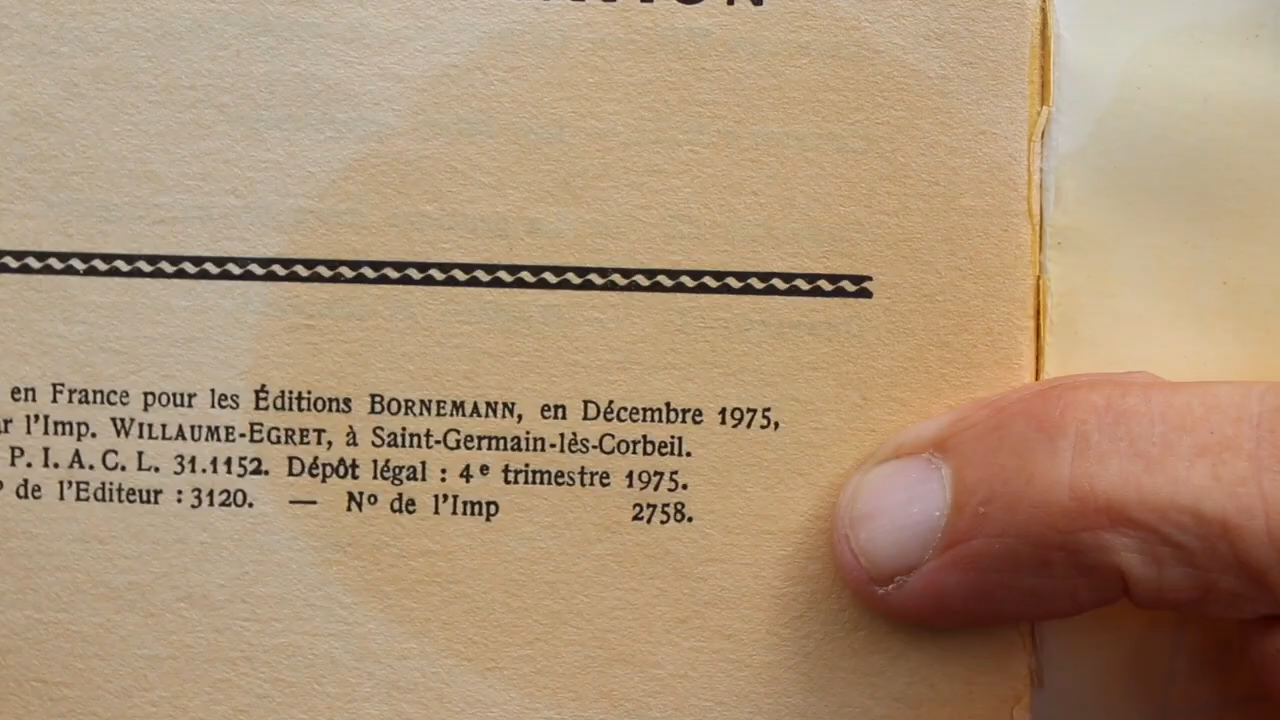 en France pour les Éditions BORNEMANN, en Décembre 1975,
l'Imp. WILLAUME-EGRET, à Saint-Germain-lès-Corbeil.
P. I. A. C. L. 31.1152. Dépôt légal : 4e trimestre 1975.
de l'Editeur : 3120. — No de l'Imp 2758.